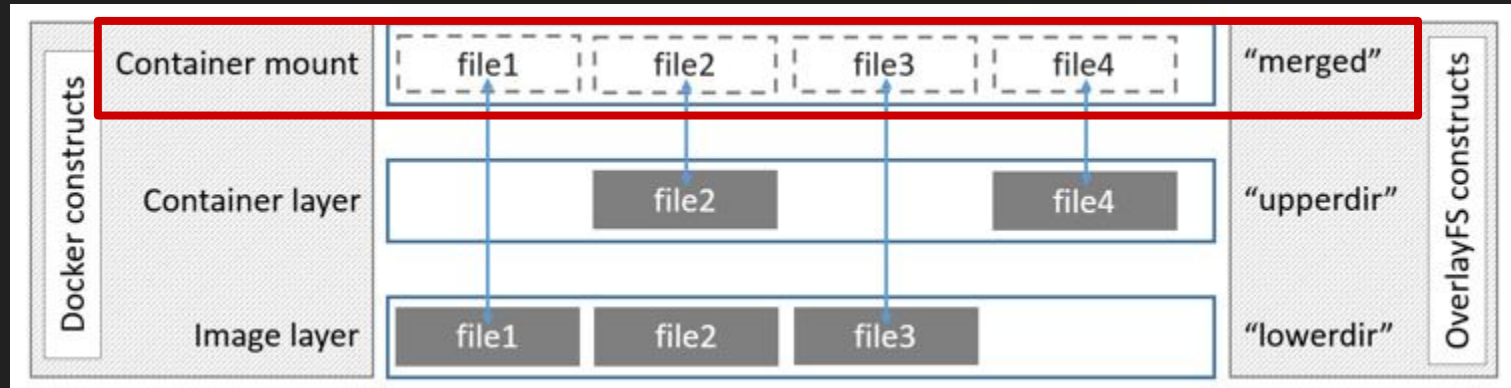 Docker constructs
Container mount file1 file2 file3 file4 “merged”
Container layer file2 file4 “upperdir”
Image layer file1 file2 file3 “lowerdir”
OverlayFS constructs